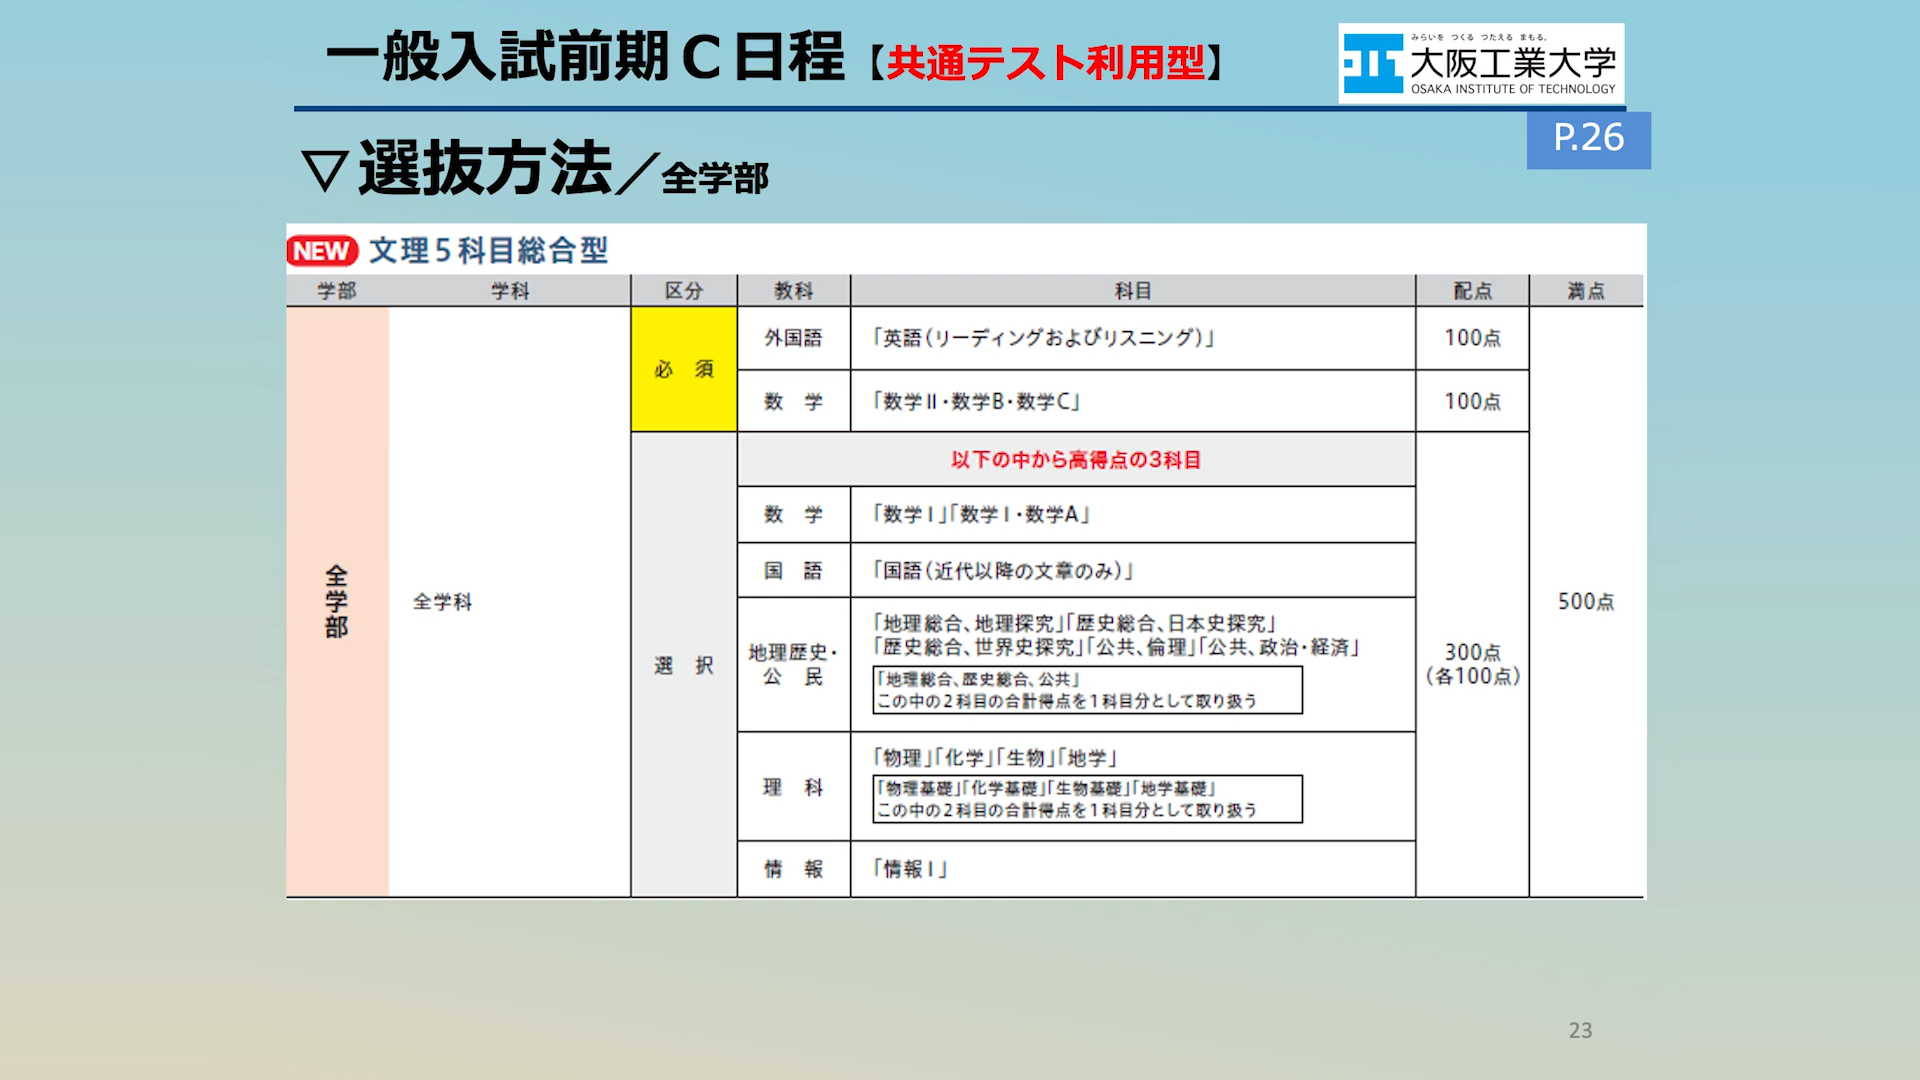 一般入試前期C日程【共通テスト利用型】
みらいを つくる つたえる まもる。
大阪工業大学
OSAKA INSTITUTE OF TECHNOLOGY
P.26
▽選抜方法／全学部
NEW 文理5科目総合型
学部 学科 区分 教科 科目 配点 満点
全学部
全学科
必 須
外国語 「英語(リーディングおよびリスニング)」 100点
数 学 「数学Ⅱ・数学B・数学C」 100点
選 択
以下の中から高得点の3科目
数 学 「数学Ⅰ」「数学Ⅰ・数学A」
国 語 「国語(近代以降の文章のみ)」
地理歴史・
公 民
「地理総合、地理探究」「歴史総合、日本史探究」
「歴史総合、世界史探究」「公共、倫理」「公共、政治・経済」
「地理総合、歴史総合、公共」
この中の2科目の合計得点を1科目分として取り扱う
理 科
「物理」「化学」「生物」「地学」
「物理基礎」「化学基礎」「生物基礎」「地学基礎」
この中の2科目の合計得点を1科目分として取り扱う
情 報 「情報Ⅰ」
300点
(各100点)
500点
23